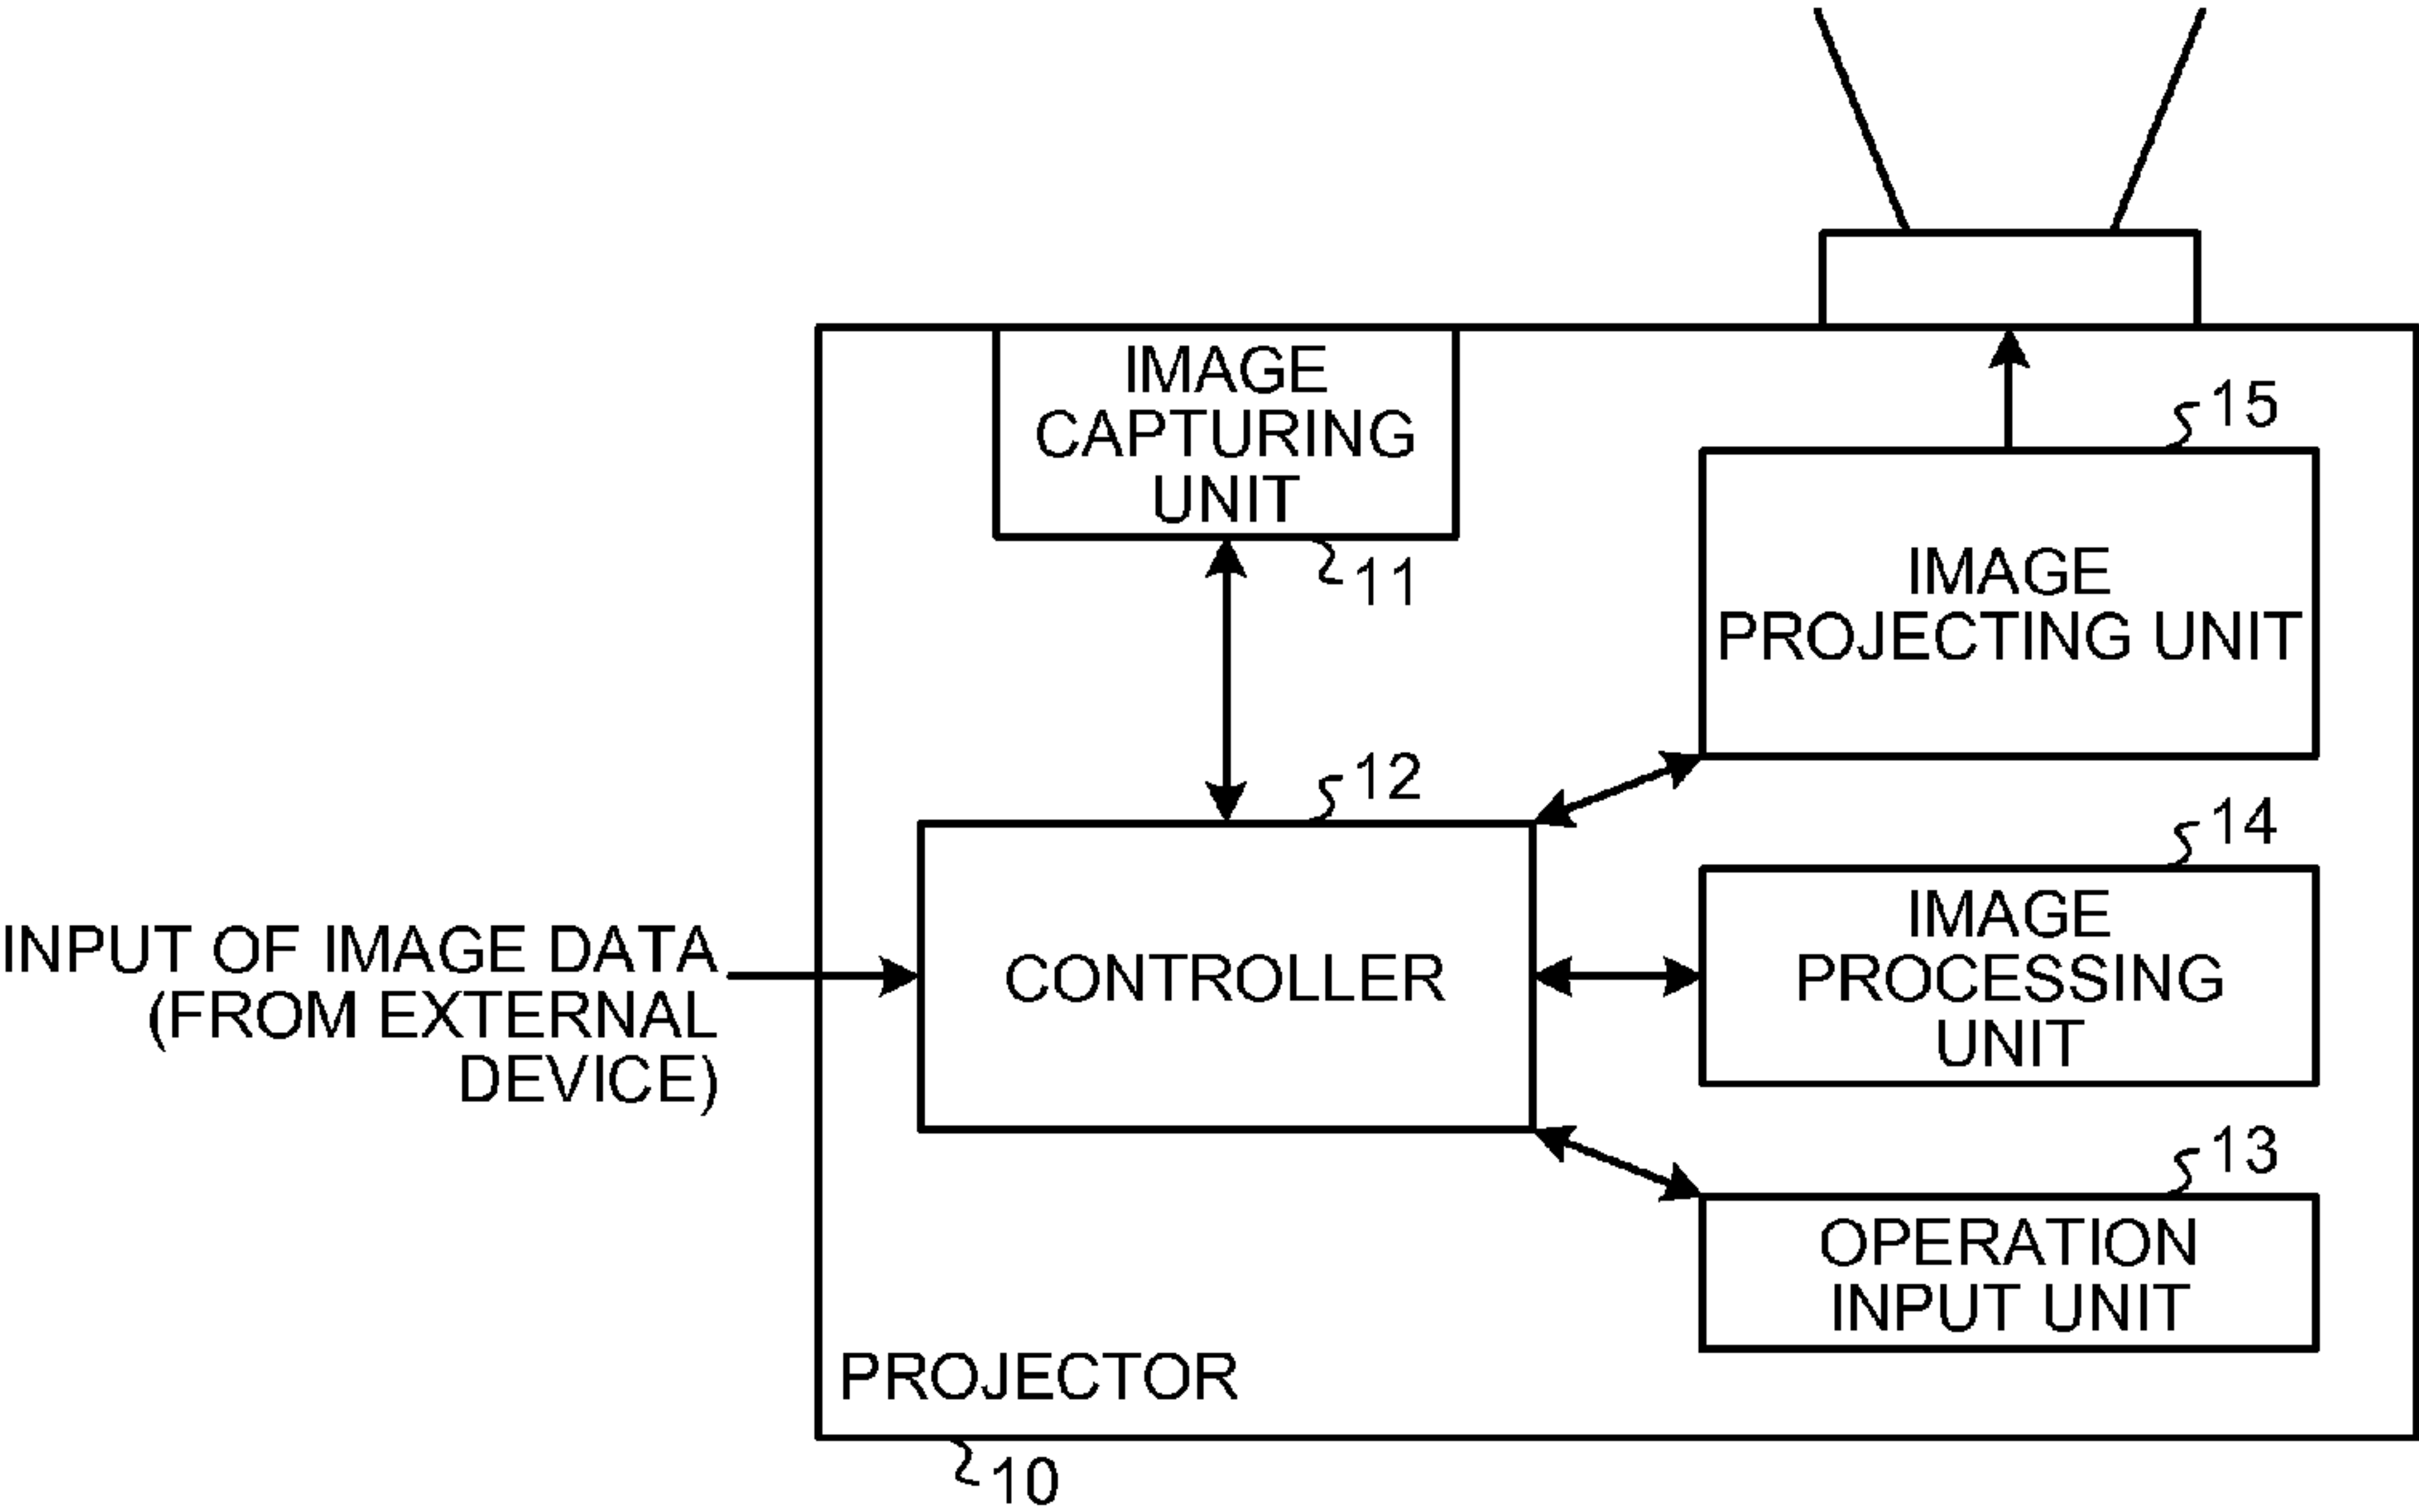 IMAGE
CAPTURING
UNIT
11
15
IMAGE
PROJECTING UNIT
12
CONTROLLER
14
IMAGE
PROCESSING
UNIT
INPUT OF IMAGE DATA
(FROM EXTERNAL
DEVICE)
13
OPERATION
INPUT UNIT
PROJECTOR
10